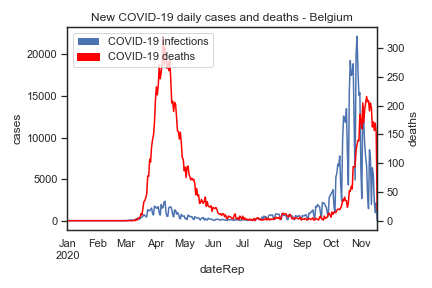 New COVID-19 daily cases and deaths - Belgium
COVID-19 infections
COVID-19 deaths
20000
15000
10000
5000
0
cases
300
250
200
150
100
50
0
deaths
Jan Feb Mar Apr May Jun Jul Aug Sep Oct Nov
2020
dateRep